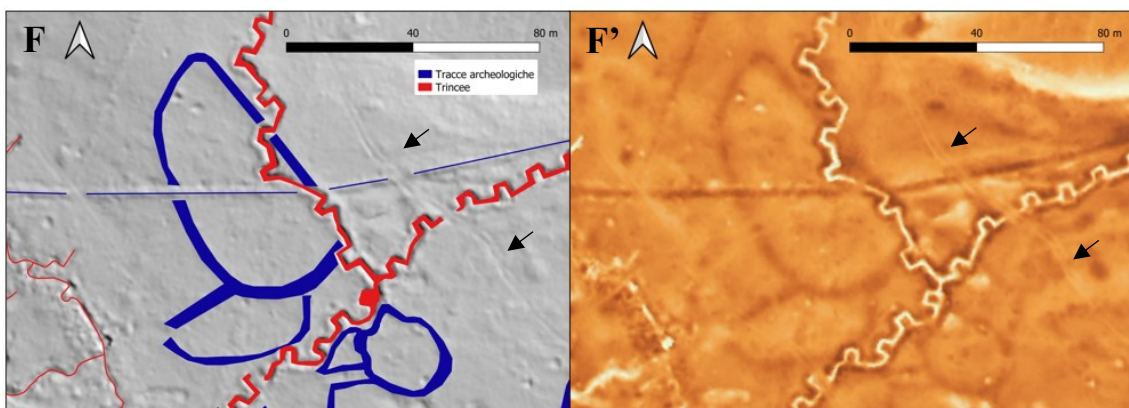 F
0 40 80 m
Tracce archeologiche
Trincee
F’
0 40 80 m